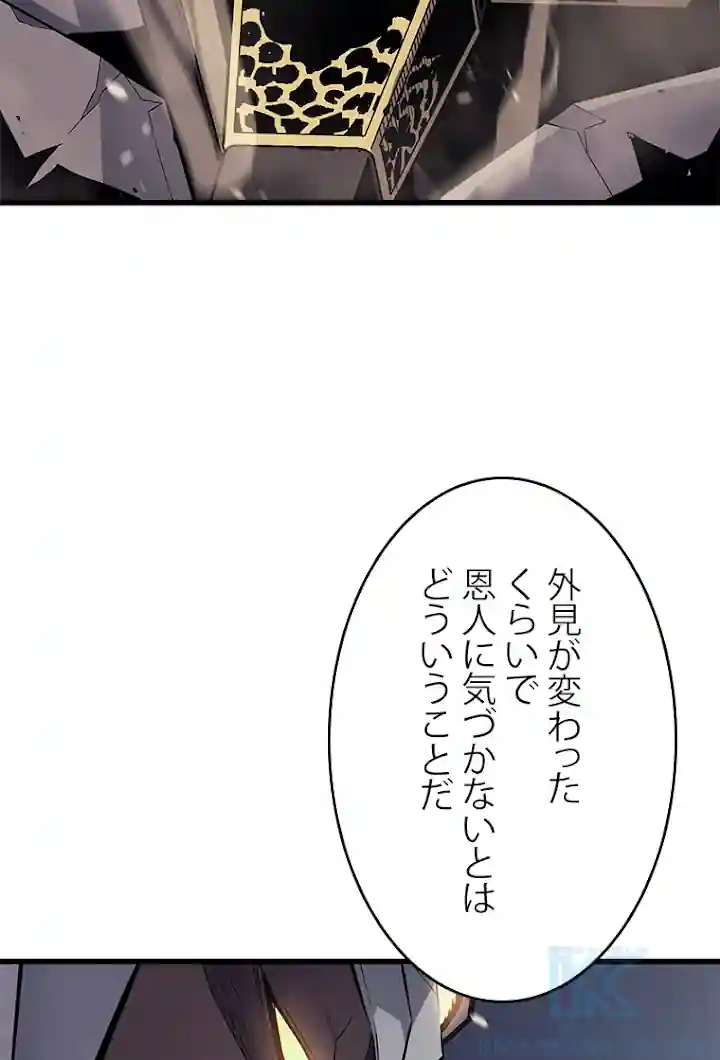 外見が変わった
くらいで
恩人に気づかないとは
どういうことだ